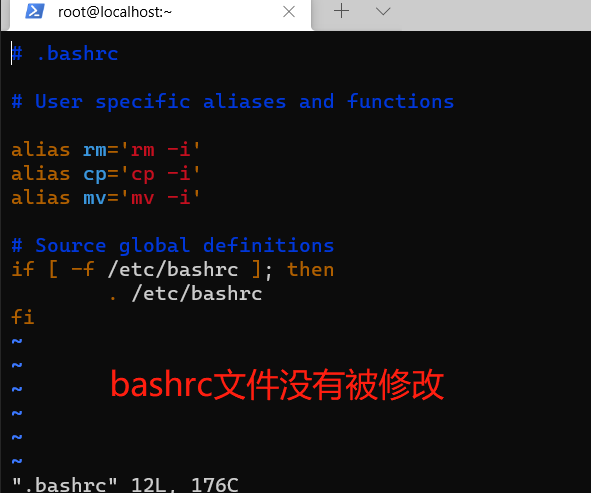 root@localhost:~
# .bashrc
# User specific aliases and functions
alias rm='rm -i'
alias cp='cp -i'
alias mv='mv -i'
# Source global definitions
if [ -f /etc/bashrc ]; then
        . /etc/bashrc
fi
~
~
~
bashrc文件没有被修改
~
~
~
".bashrc" 12L, 176C